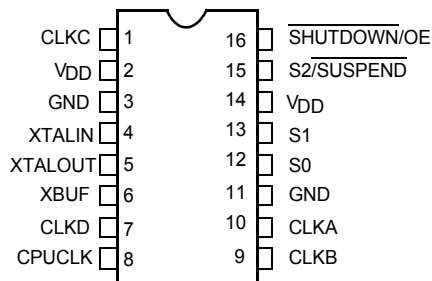 CLKC 1 16 SHUTDOWN/OE
VDD 2 15 S2/SUSPEND
GND 3 14 VDD
XTALIN 4 13 S1
XTALOUT 5 12 S0
XBUF 6 11 GND
CLKD 7 10 CLKA
CPUCLK 8 9 CLKB